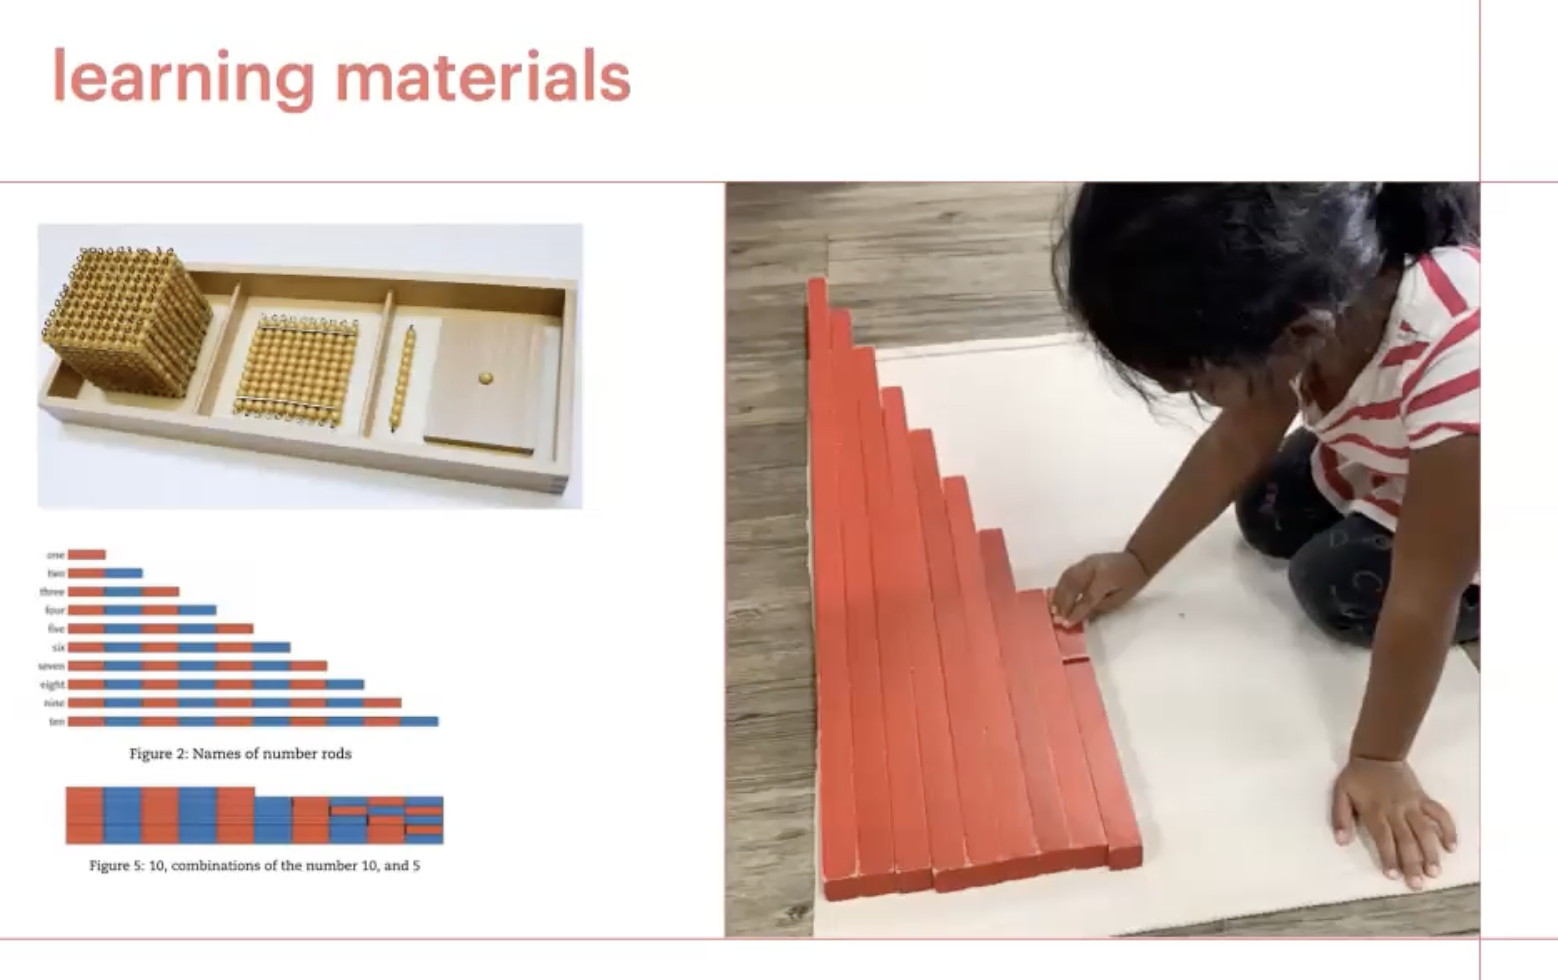 learning materials
one
two
three
four
five
six
seven
eight
nine
ten
Figure 2: Names of number rods
Figure 5: 10, combinations of the number 10, and 5